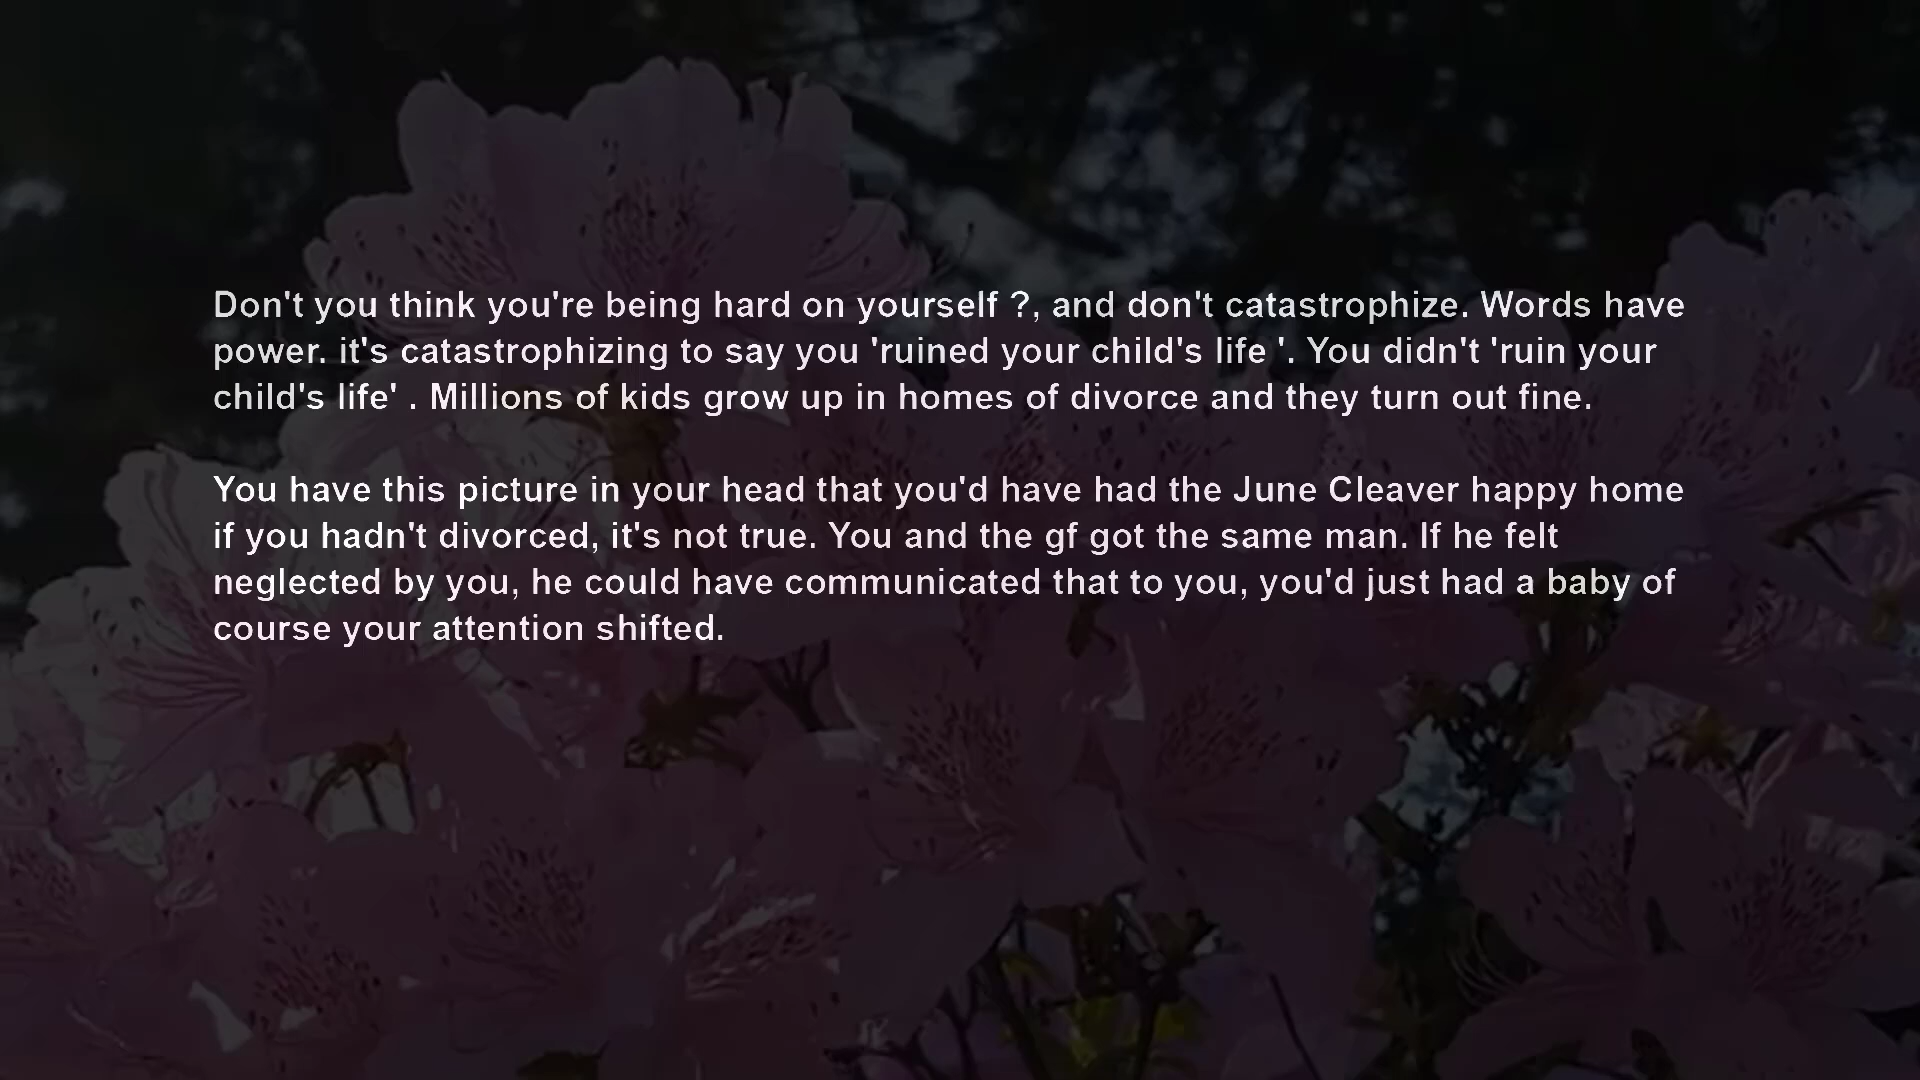 Don't you think you're being hard on yourself ?, and don't catastrophize. Words have
power. it's catastrophizing to say you 'ruined your child's life '. You didn't 'ruin your
child's life' . Millions of kids grow up in homes of divorce and they turn out fine.
You have this picture in your head that you'd have had the June Cleaver happy home
if you hadn't divorced, it's not true. You and the gf got the same man. If he felt
neglected by you, he could have communicated that to you, you'd just had a baby of
course your attention shifted.